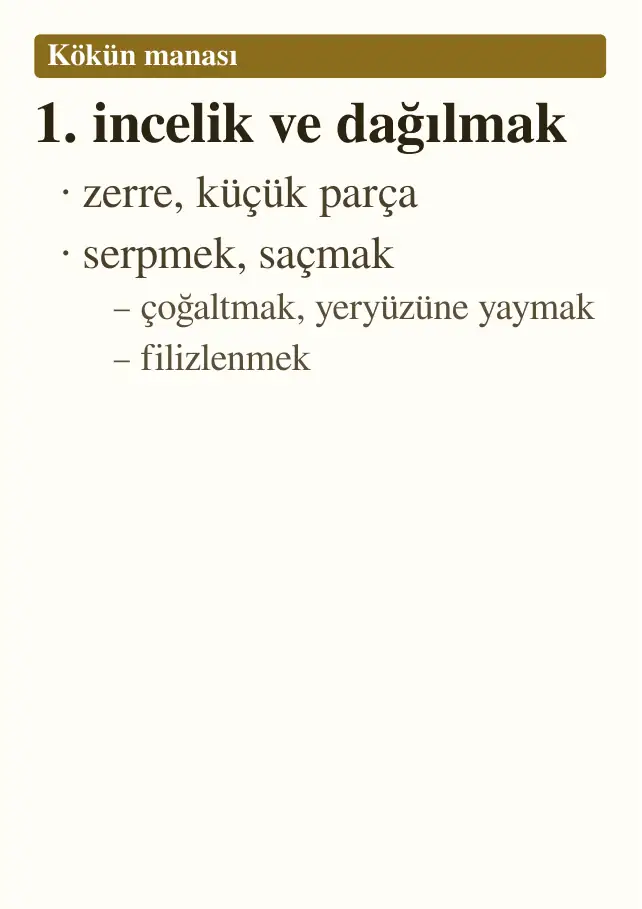 Kökün manası
1. incelik ve dağılmak
· zerre, küçük parça
· serpmek, saçmak
– çoğaltmak, yeryüzüne yaymak
– filizlenmek